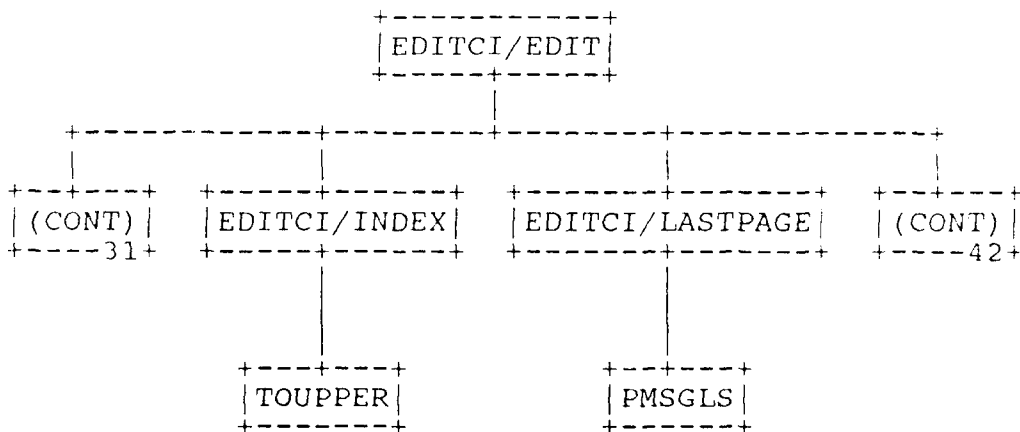 EDITCI/EDIT
(CONT) EDITCI/INDEX EDITCI/LASTPAGE (CONT)
31 42
TOUPPER PMSGLS